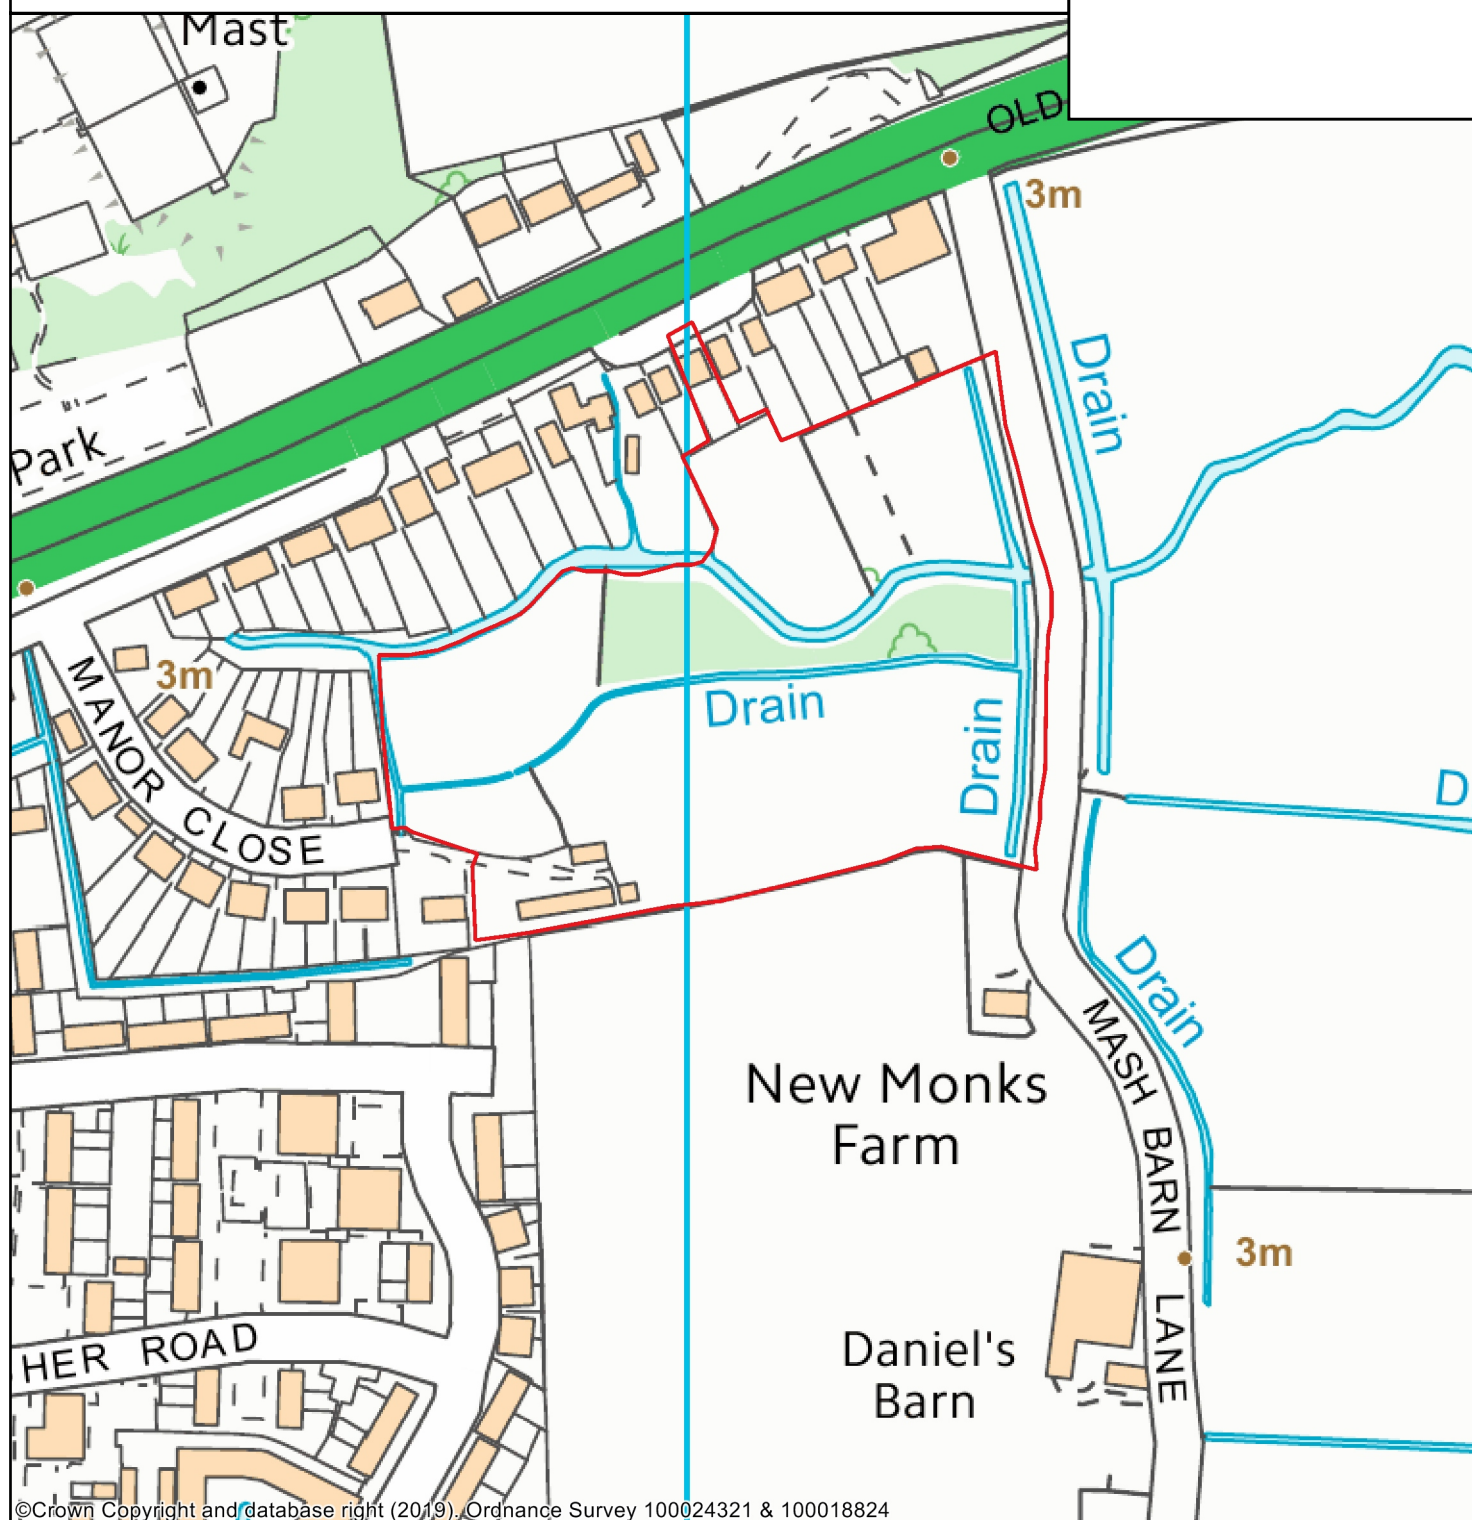 Mast
OLD
3m
Drain
Park
MANOR CLOSE
3m
Drain
Drain
D
Drain
New Monks
Farm
MASH BARN LANE
3m
Daniel's
Barn
HER ROAD
©Crown Copyright and database right (2019). Ordnance Survey 100024321 & 100018824